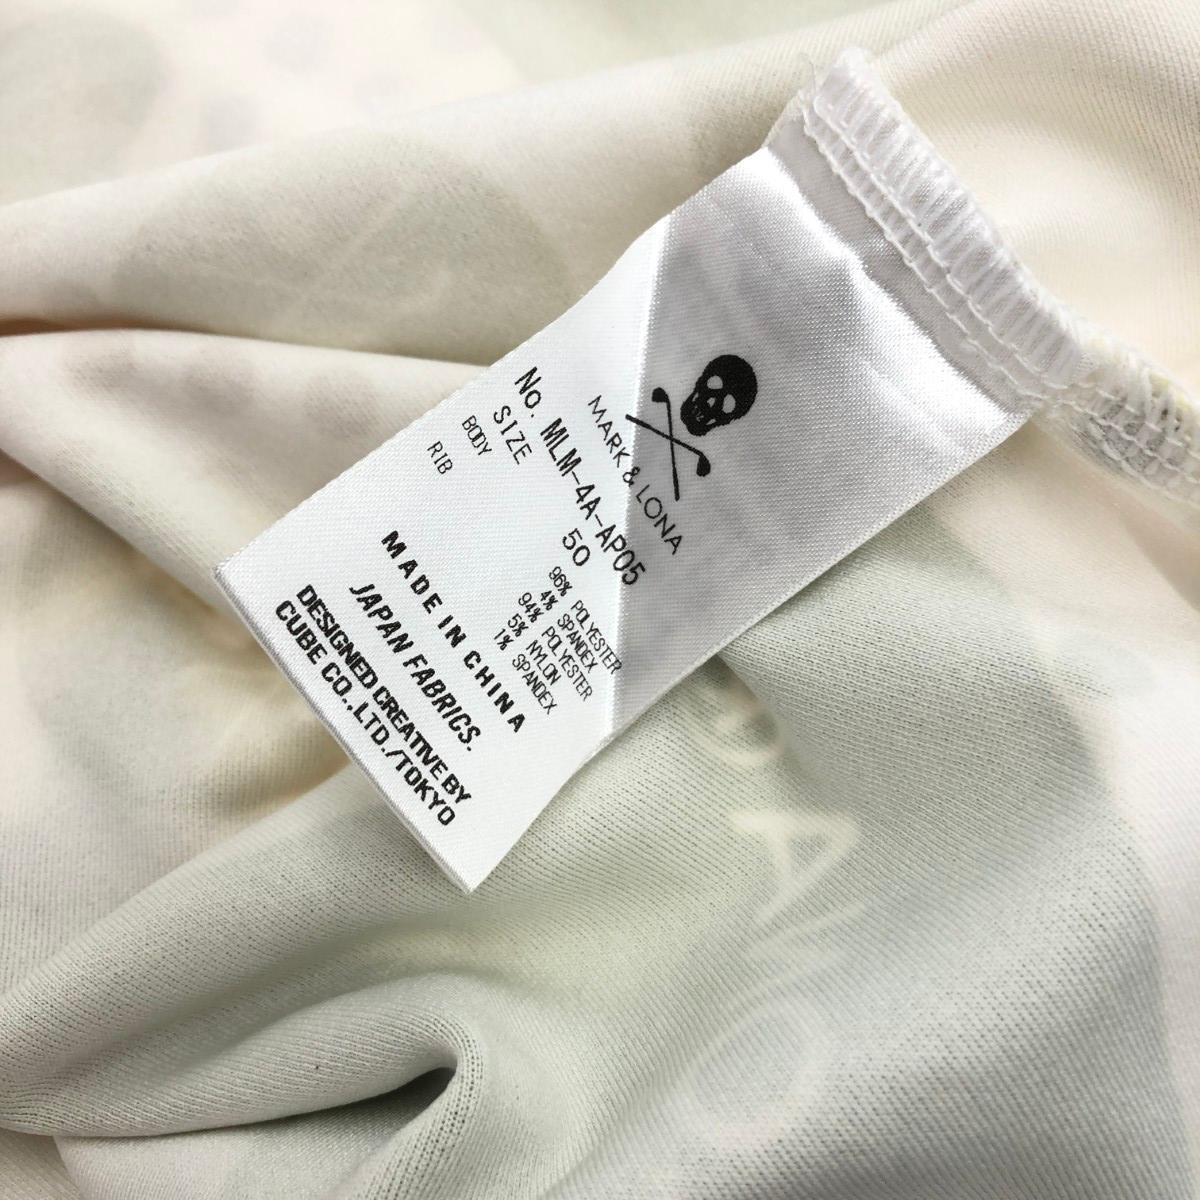 MARK & LONA
No. MLM-4A-AP05
SIZE 50
BODY 96% POLYESTER
4% SPANDEX
RIB 94% POLYESTER
5% NYLON
1% SPANDEX
MADE IN CHINA
JAPAN FABRICS.
DESIGNED CREATIVE BY
CUBE CO.,LTD./TOKYO